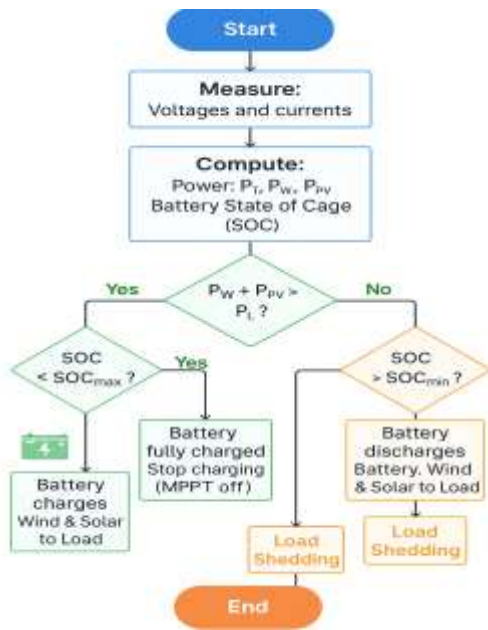 Start
Measure:
Voltages and currents
Compute:
Power: P_T, P_W, P_PV
Battery State of Cage
(SOC)
Yes
P_W + P_PV >
P_L ?
No
SOC
< SOC_max ?
Yes
SOC
> SOC_min ?
Battery
charges
Wind & Solar
to Load
Battery
fully charged
Stop charging
(MPPT off)
Battery
discharges
Battery. Wind
& Solar to Load
Load
Shedding
Load
Shedding
End